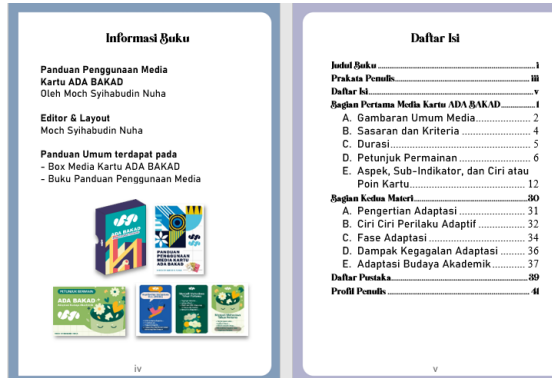 Informasi Buku
Panduan Penggunaan Media
Kartu ADA BAKAD
Oleh Moch Syihabudin Nuha
Editor & Layout
Moch Syihabudin Nuha
Panduan Umum terdapat pada
- Box Media Kartu ADA BAKAD
- Buku Panduan Penggunaan Media
ADA BAKAD
PANDUAN
PENGGUNAAN
MEDIA KARTU
ADA BAKAD
ADA BAKAD
iv
Daftar Isi
Judul Buku......i
Prakata Penulis......iii
Daftar Isi......v
Bagian Pertama Media Kartu ADA BAKAD......1
A. Gambaran Umum Media...... 2
B. Sasaran dan Kriteria...... 4
C. Durasi...... 5
D. Petunjuk Permainan...... 6
E. Aspek, Sub-Indikator, dan Ciri atau
Poin Kartu...... 12
Bagian Kedua Materi......30
A. Pengertian Adaptasi...... 31
B. Ciri Ciri Perilaku Adaptif...... 32
C. Fase Adaptasi...... 34
D. Dampak Kegagalan Adaptasi...... 36
E. Adaptasi Budaya Akademik...... 37
Daftar Pustaka......39
Profil Penulis......41
v